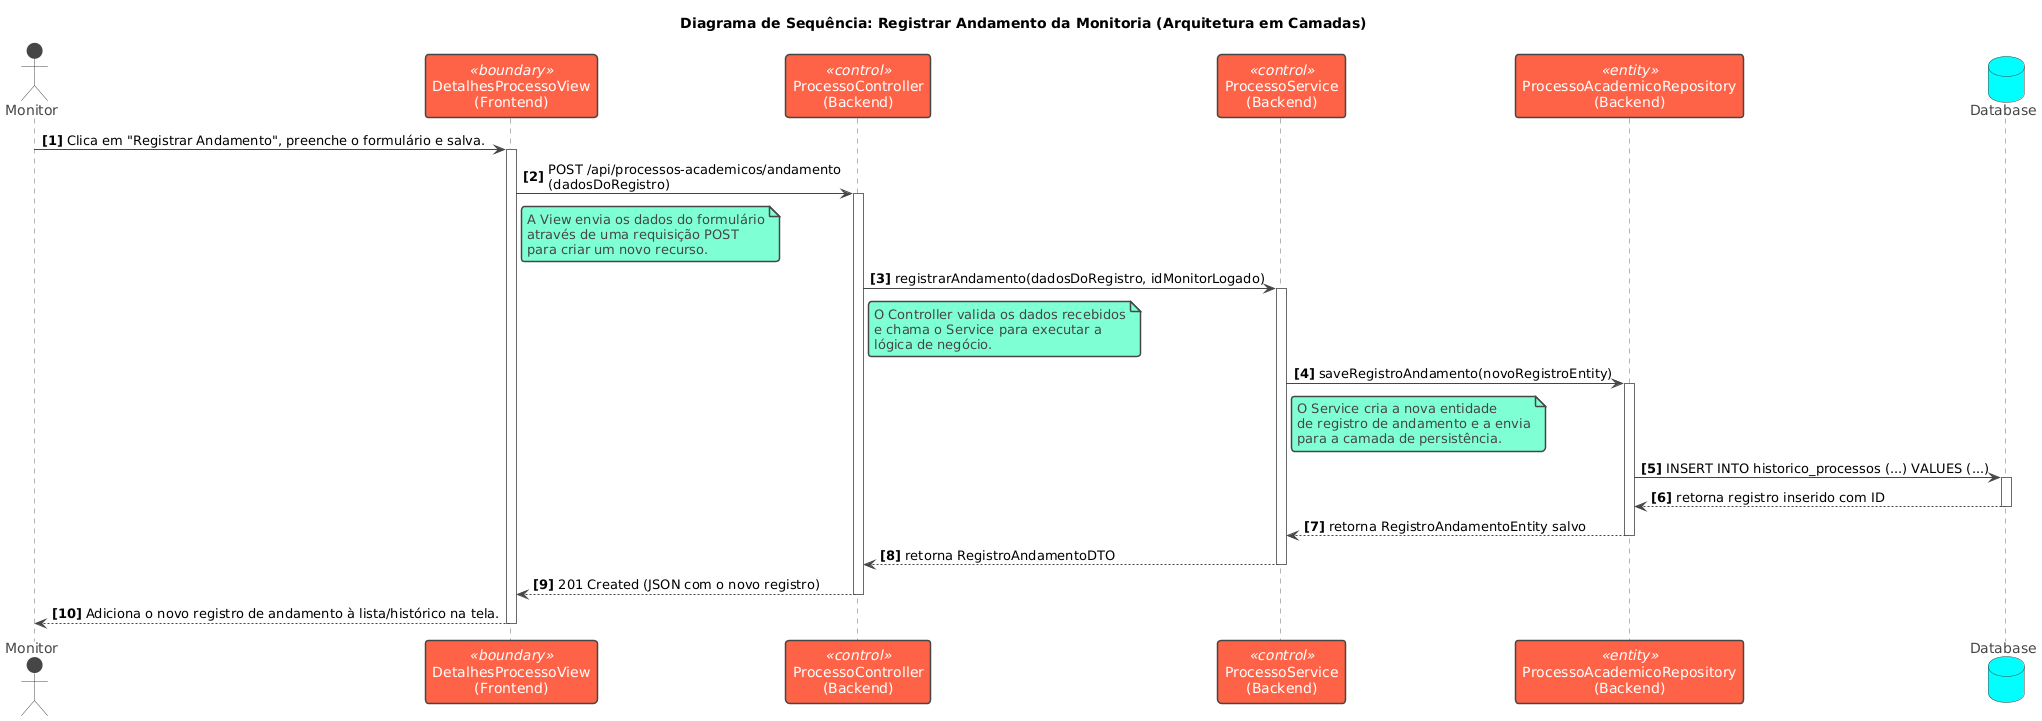 Diagrama de Sequência: Registrar Andamento da Monitoria (Arquitetura em Camadas)
Monitor
«boundary»
DetalhesProcessoView
(Frontend)
«control»
ProcessoController
(Backend)
«control»
ProcessoService
(Backend)
«entity»
ProcessoAcademicoRepository
(Backend)
Database
[1] Clica em "Registrar Andamento", preenche o formulário e salva.
[2] POST /api/processos-academicos/andamento
(dadosDoRegistro)
A View envia os dados do formulário
através de uma requisição POST
para criar um novo recurso.
[3] registrarAndamento(dadosDoRegistro, idMonitorLogado)
O Controller valida os dados recebidos
e chama o Service para executar a
lógica de negócio.
[4] saveRegistroAndamento(novoRegistroEntity)
O Service cria a nova entidade
de registro de andamento e a envia
para a camada de persistência.
[5] INSERT INTO historico_processos (...) VALUES (...)
[6] retorna registro inserido com ID
[7] retorna RegistroAndamentoEntity salvo
[8] retorna RegistroAndamentoDTO
[9] 201 Created (JSON com o novo registro)
[10] Adiciona o novo registro de andamento à lista/histórico na tela.
Monitor
«boundary»
DetalhesProcessoView
(Frontend)
«control»
ProcessoController
(Backend)
«control»
ProcessoService
(Backend)
«entity»
ProcessoAcademicoRepository
(Backend)
Database